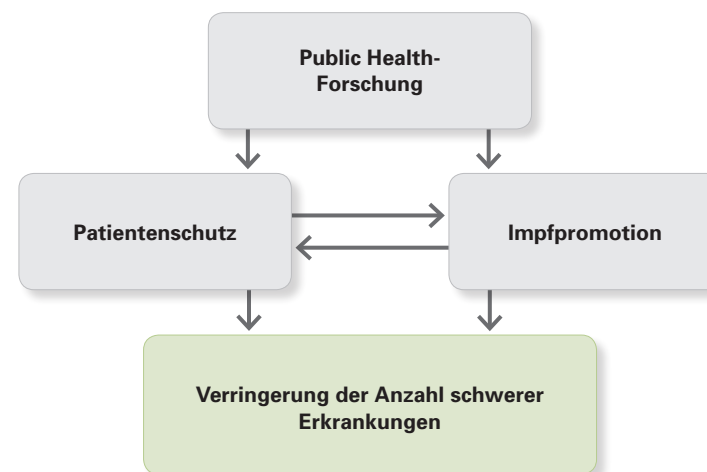 Public Health-
Forschung
Patientenschutz
Impfpromotion
Verringerung der Anzahl schwerer
Erkrankungen